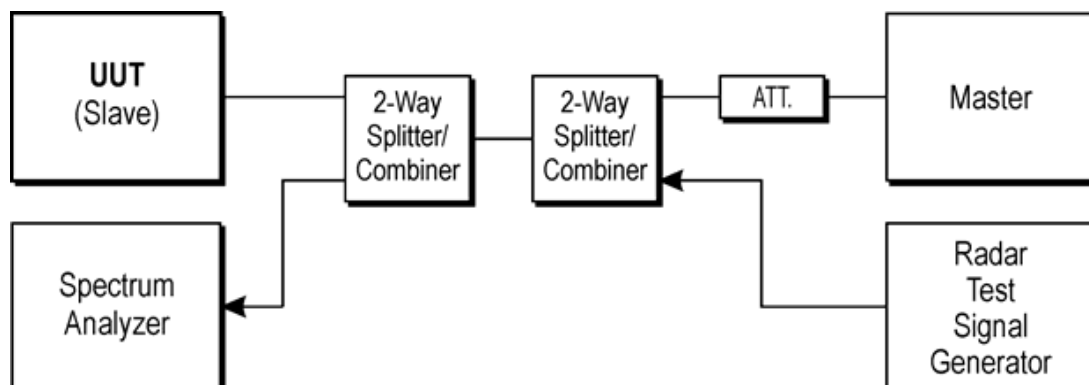 UUT
(Slave)
2-Way
Splitter/
Combiner
2-Way
Splitter/
Combiner
ATT.
Master
Spectrum
Analyzer
Radar
Test
Signal
Generator